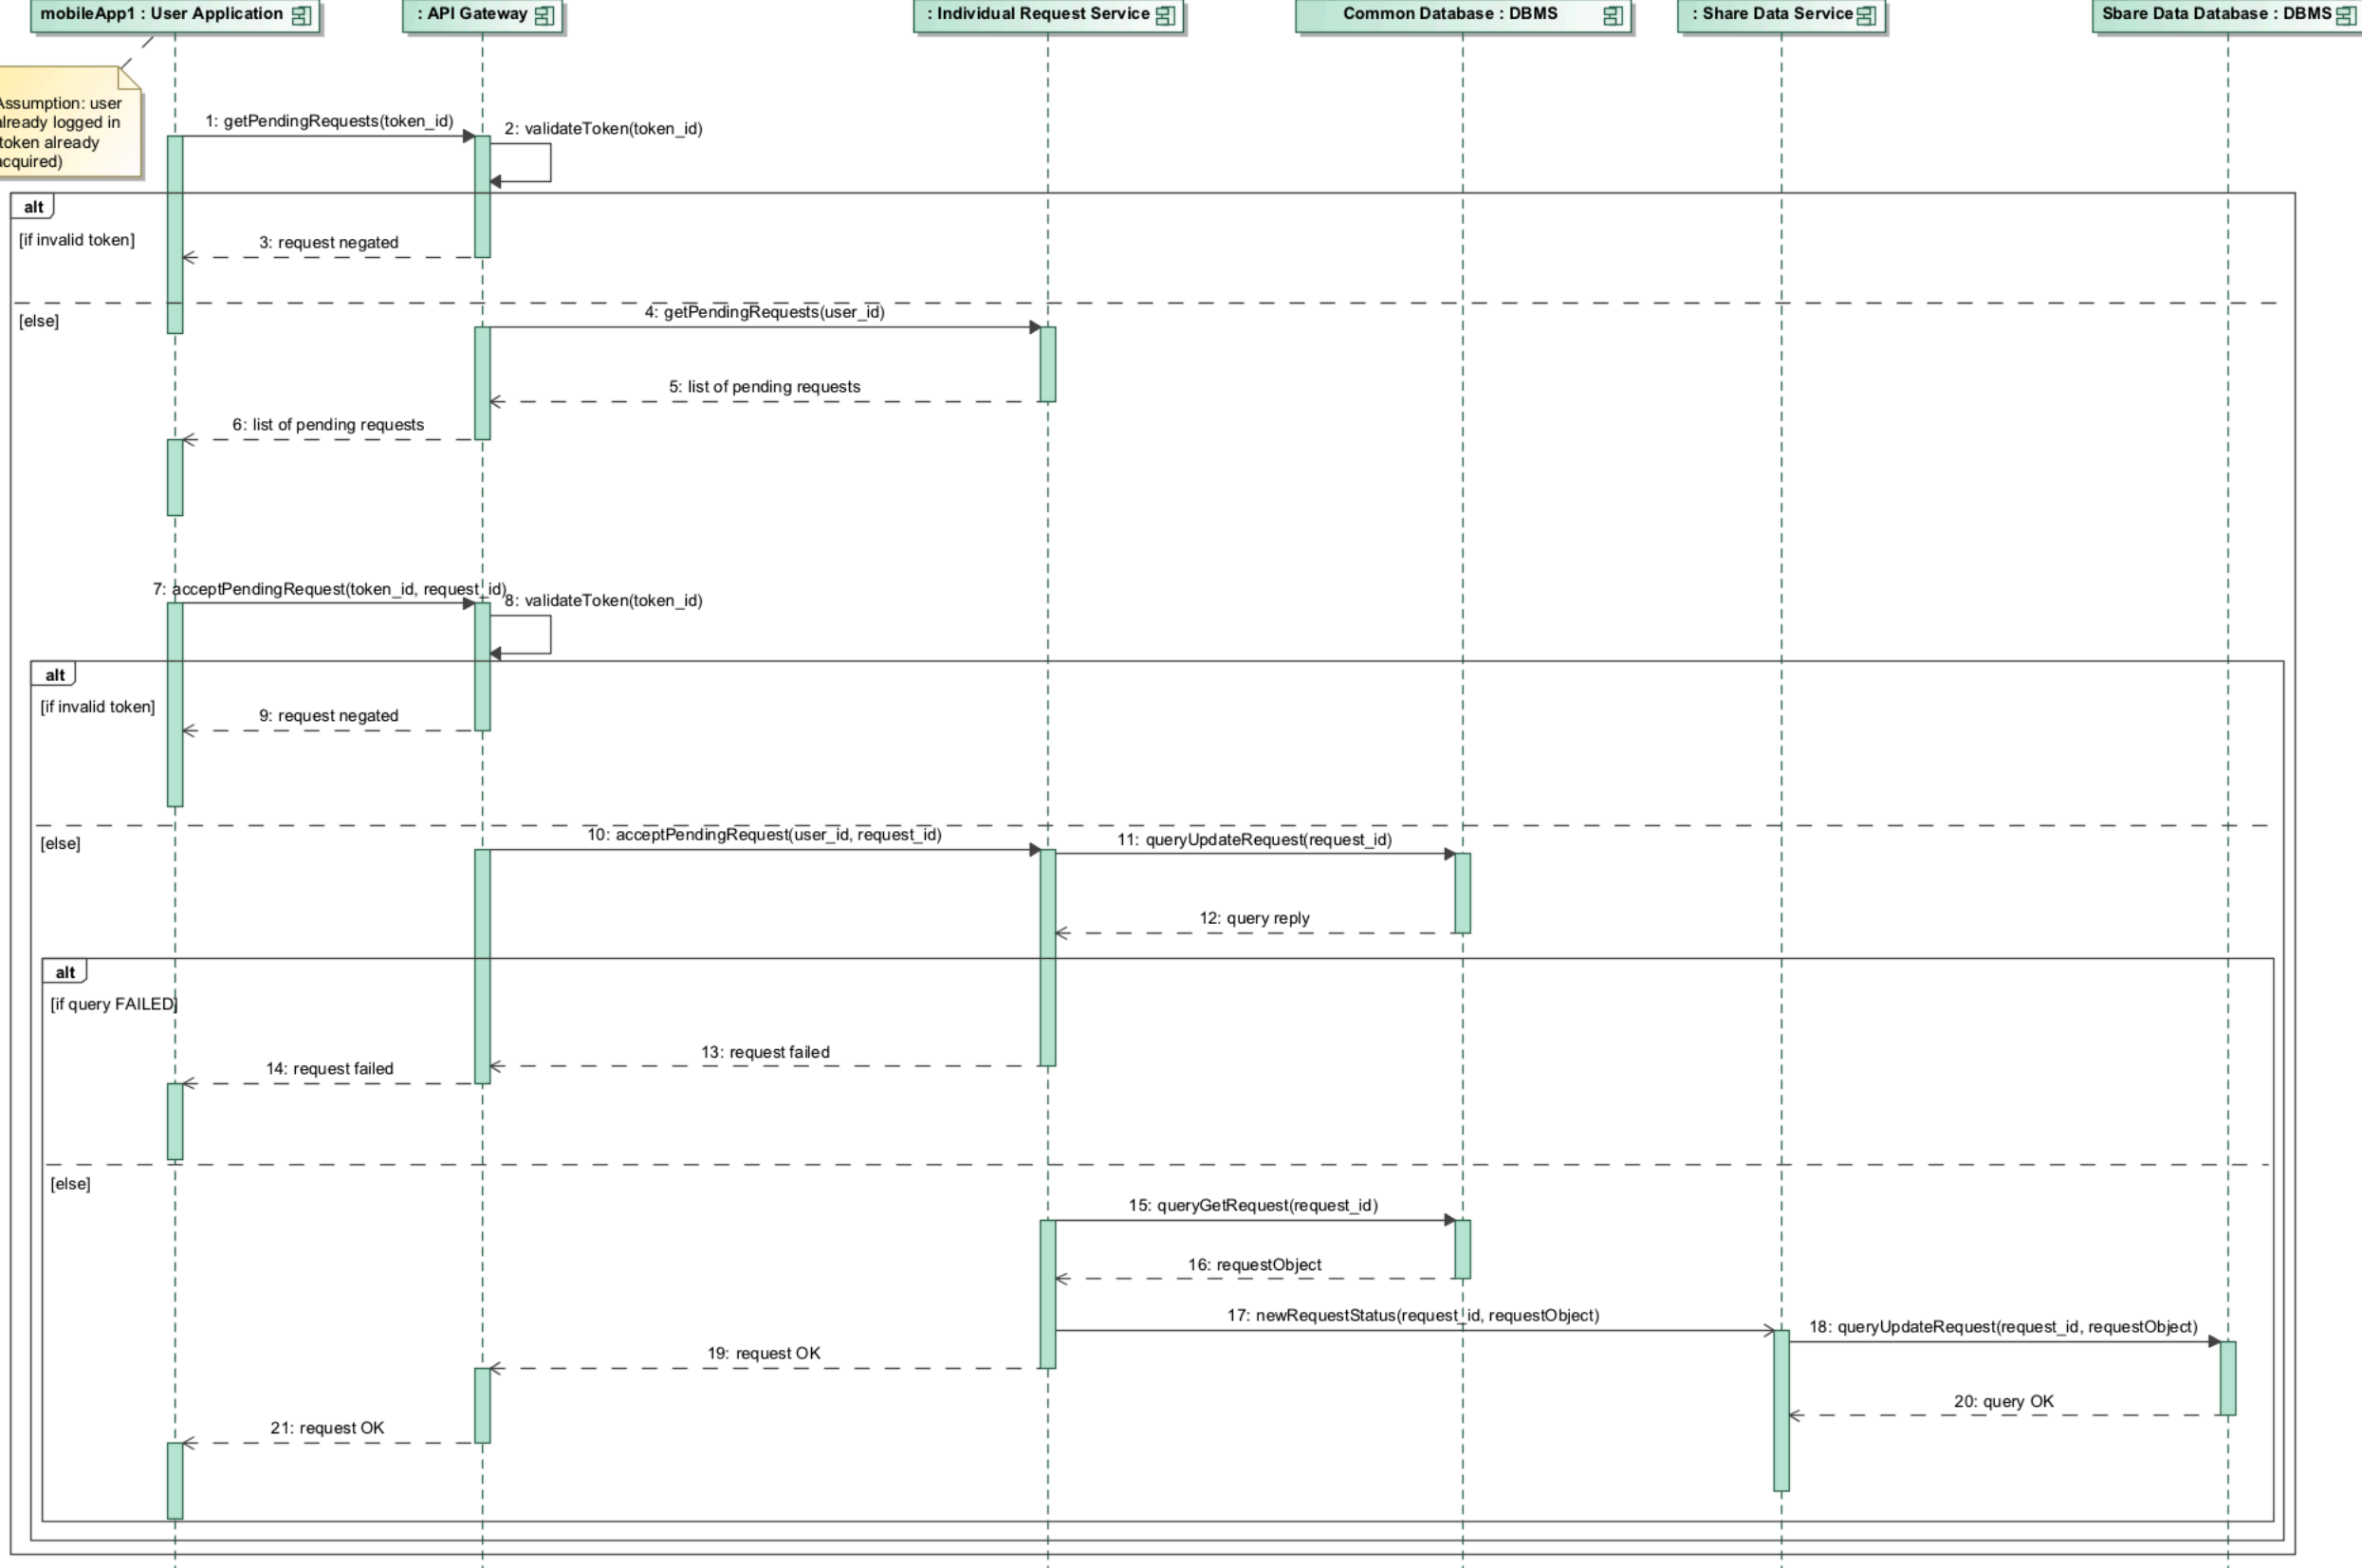 mobileApp1 : User Application
: API Gateway
: Individual Request Service
Common Database : DBMS
: Share Data Service
Sbare Data Database : DBMS
Assumption: user
already logged in
token already
acquired)
1: getPendingRequests(token_id)
2: validateToken(token_id)
alt
[if invalid token]
3: request negated
[else]
4: getPendingRequests(user_id)
5: list of pending requests
6: list of pending requests
7: acceptPendingRequest(token_id, request_id)
8: validateToken(token_id)
alt
[if invalid token]
9: request negated
[else]
10: acceptPendingRequest(user_id, request_id)
11: queryUpdateRequest(request_id)
12: query reply
alt
[if query FAILED]
13: request failed
14: request failed
[else]
15: queryGetRequest(request_id)
16: requestObject
17: newRequestStatus(request_id, requestObject)
18: queryUpdateRequest(request_id, requestObject)
19: request OK
20: query OK
21: request OK